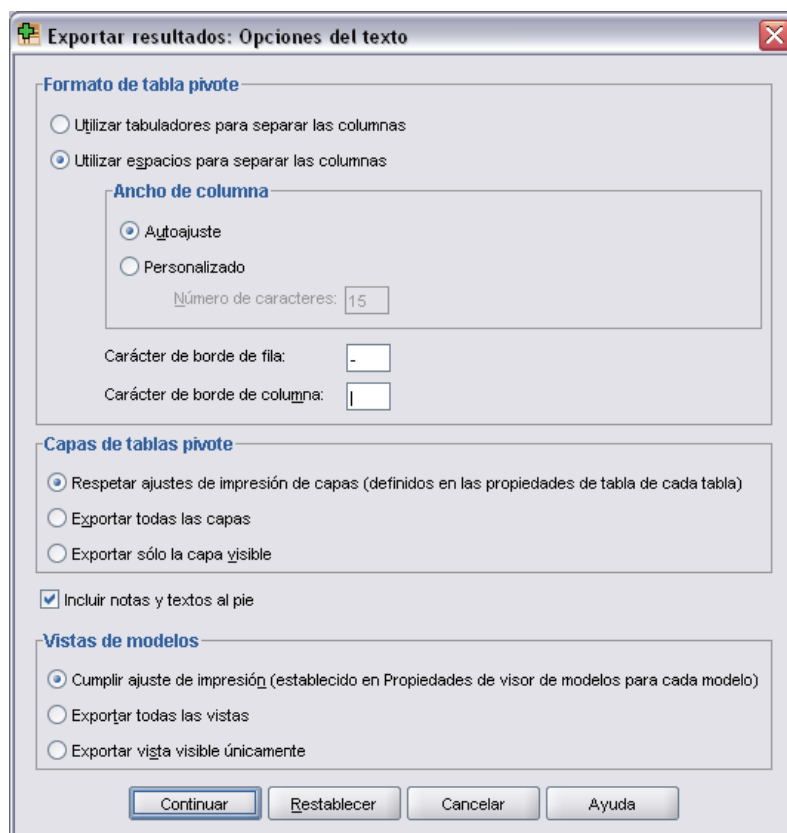 Exportar resultados: Opciones del texto
Formato de tabla pivote
Utilizar tabuladores para separar las columnas
Utilizar espacios para separar las columnas
Ancho de columna
Autoajuste
Personalizado
Número de caracteres: 15
Carácter de borde de fila: -
Carácter de borde de columna: |
Capas de tablas pivote
Respetar ajustes de impresión de capas (definidos en las propiedades de tabla de cada tabla)
Exportar todas las capas
Exportar sólo la capa visible
Incluir notas y textos al pie
Vistas de modelos
Cumplir ajuste de impresión (establecido en Propiedades de visor de modelos para cada modelo)
Exportar todas las vistas
Exportar vista visible únicamente
Continuar Restablecer Cancelar Ayuda